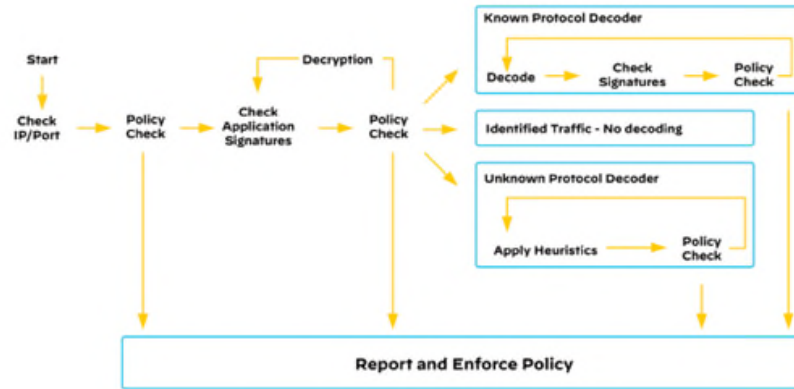 Start
Check
IP/Port
Policy
Check
Decryption
Check
Application
Signatures
Policy
Check
Known Protocol Decoder
Decode
Check
Signatures
Policy
Check
Identified Traffic - No decoding
Unknown Protocol Decoder
Apply Heuristics
Policy
Check
Report and Enforce Policy